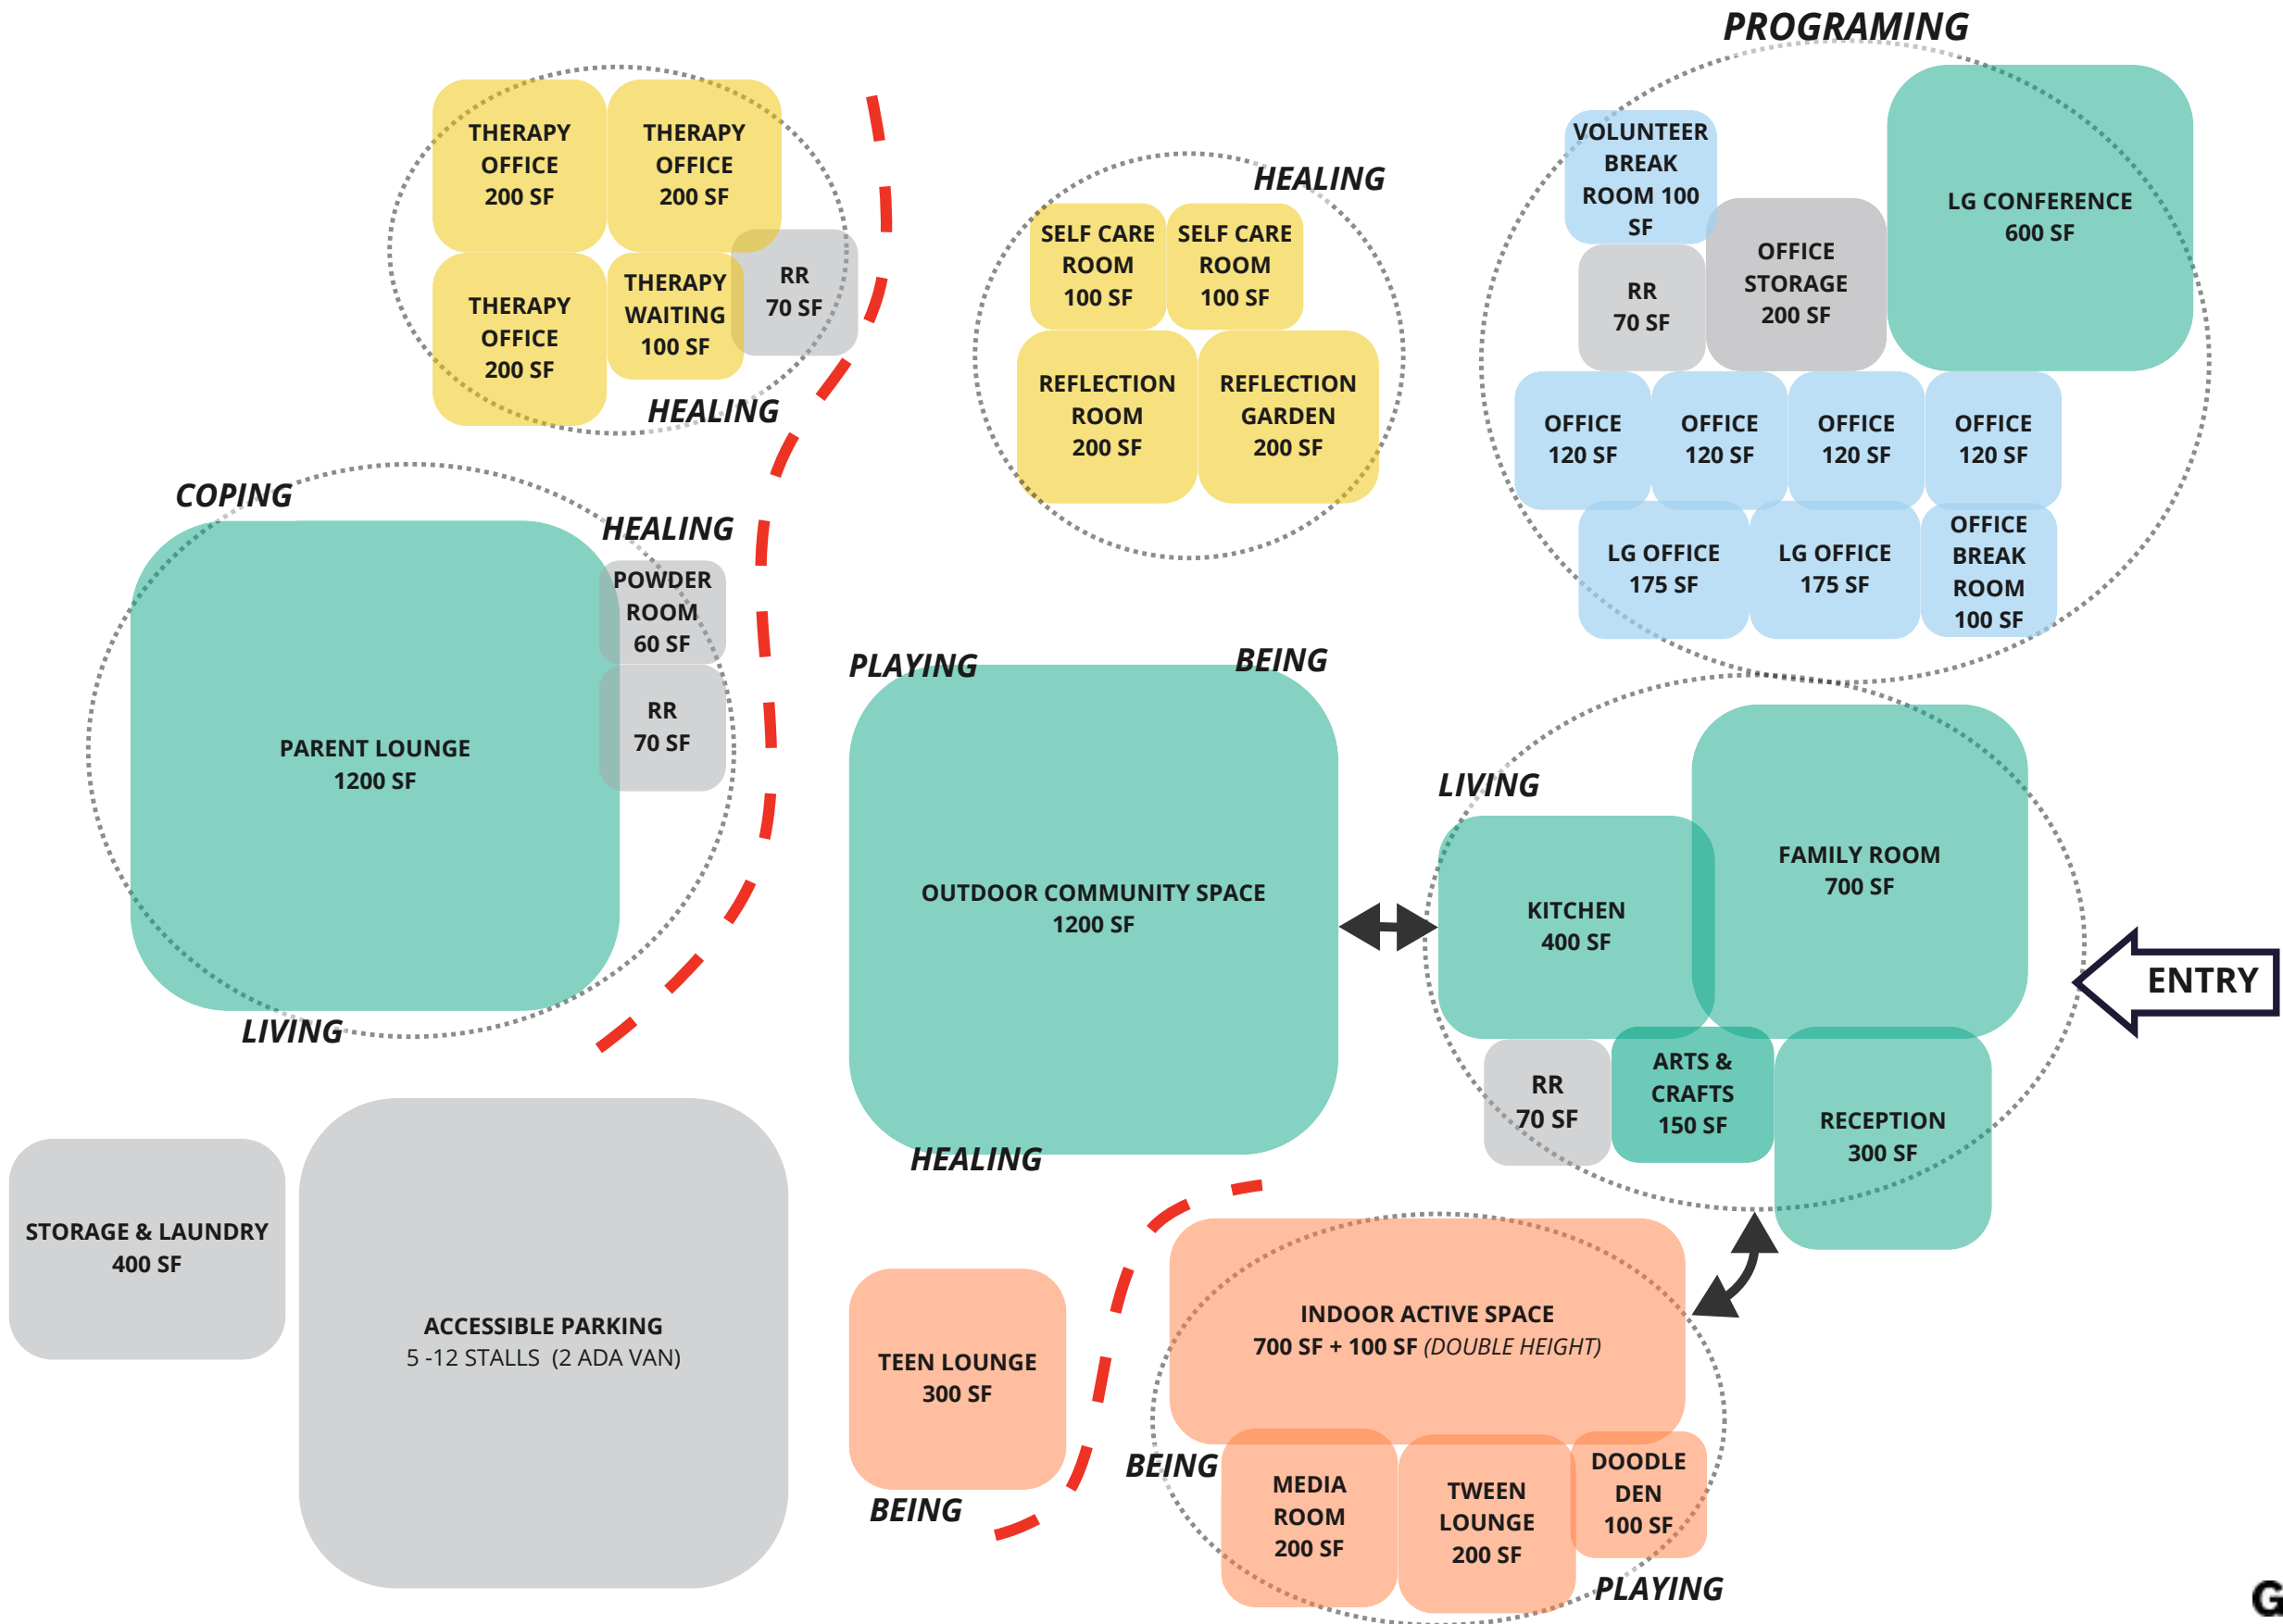 PROGRAMING
THERAPY
OFFICE
200 SF
THERAPY
OFFICE
200 SF
THERAPY
OFFICE
200 SF
THERAPY
WAITING
100 SF
RR
70 SF
HEALING
HEALING
SELF CARE
ROOM
100 SF
SELF CARE
ROOM
100 SF
REFLECTION
ROOM
200 SF
REFLECTION
GARDEN
200 SF
VOLUNTEER
BREAK
ROOM 100
SF
RR
70 SF
OFFICE
STORAGE
200 SF
LG CONFERENCE
600 SF
OFFICE
120 SF
OFFICE
120 SF
OFFICE
120 SF
OFFICE
120 SF
LG OFFICE
175 SF
LG OFFICE
175 SF
OFFICE
BREAK
ROOM
100 SF
COPING
HEALING
POWDER
ROOM
60 SF
RR
70 SF
PARENT LOUNGE
1200 SF
LIVING
PLAYING
BEING
OUTDOOR COMMUNITY SPACE
1200 SF
HEALING
LIVING
KITCHEN
400 SF
FAMILY ROOM
700 SF
ENTRY
RR
70 SF
ARTS &
CRAFTS
150 SF
RECEPTION
300 SF
STORAGE & LAUNDRY
400 SF
ACCESSIBLE PARKING
5 -12 STALLS (2 ADA VAN)
TEEN LOUNGE
300 SF
BEING
INDOOR ACTIVE SPACE
700 SF + 100 SF (DOUBLE HEIGHT)
BEING
MEDIA
ROOM
200 SF
TWEEN
LOUNGE
200 SF
DOODLE
DEN
100 SF
PLAYING
G